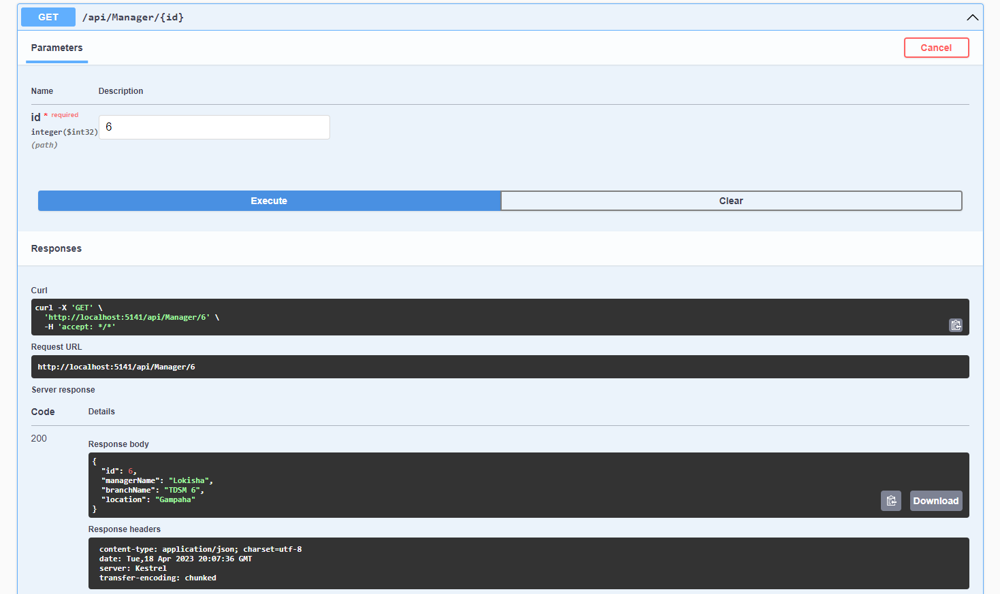 GET /api/Manager/{id}
Parameters
Cancel
Name Description
id * required
integer($int32)
(path)
6
Execute Clear
Responses
Curl
curl -X 'GET' \
'http://localhost:5141/api/Manager/6' \
-H 'accept: */*'
Request URL
http://localhost:5141/api/Manager/6
Server response
Code Details
200
Response body
{
"id": 6,
"managerName": "Lokisha",
"branchName": "TDSM 6",
"location": "Gampaha"
}
Download
Response headers
content-type: application/json; charset=utf-8
date: Tue,18 Apr 2023 20:07:36 GMT
server: Kestrel
transfer-encoding: chunked